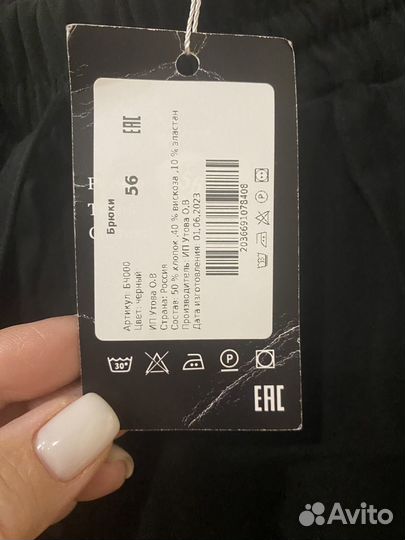 EAC
Брюки
56
Артикул: БЧ000
Цвет: черный
ИП Утова О.В
Страна: Россия
Состав: 50 % хлопок ,40 % вискоза ,10 % эластан
Производитель: ИП Утова О.В
Дата изготовления: 01.06.2023
2036691078408
30°
P
EAC
Avito